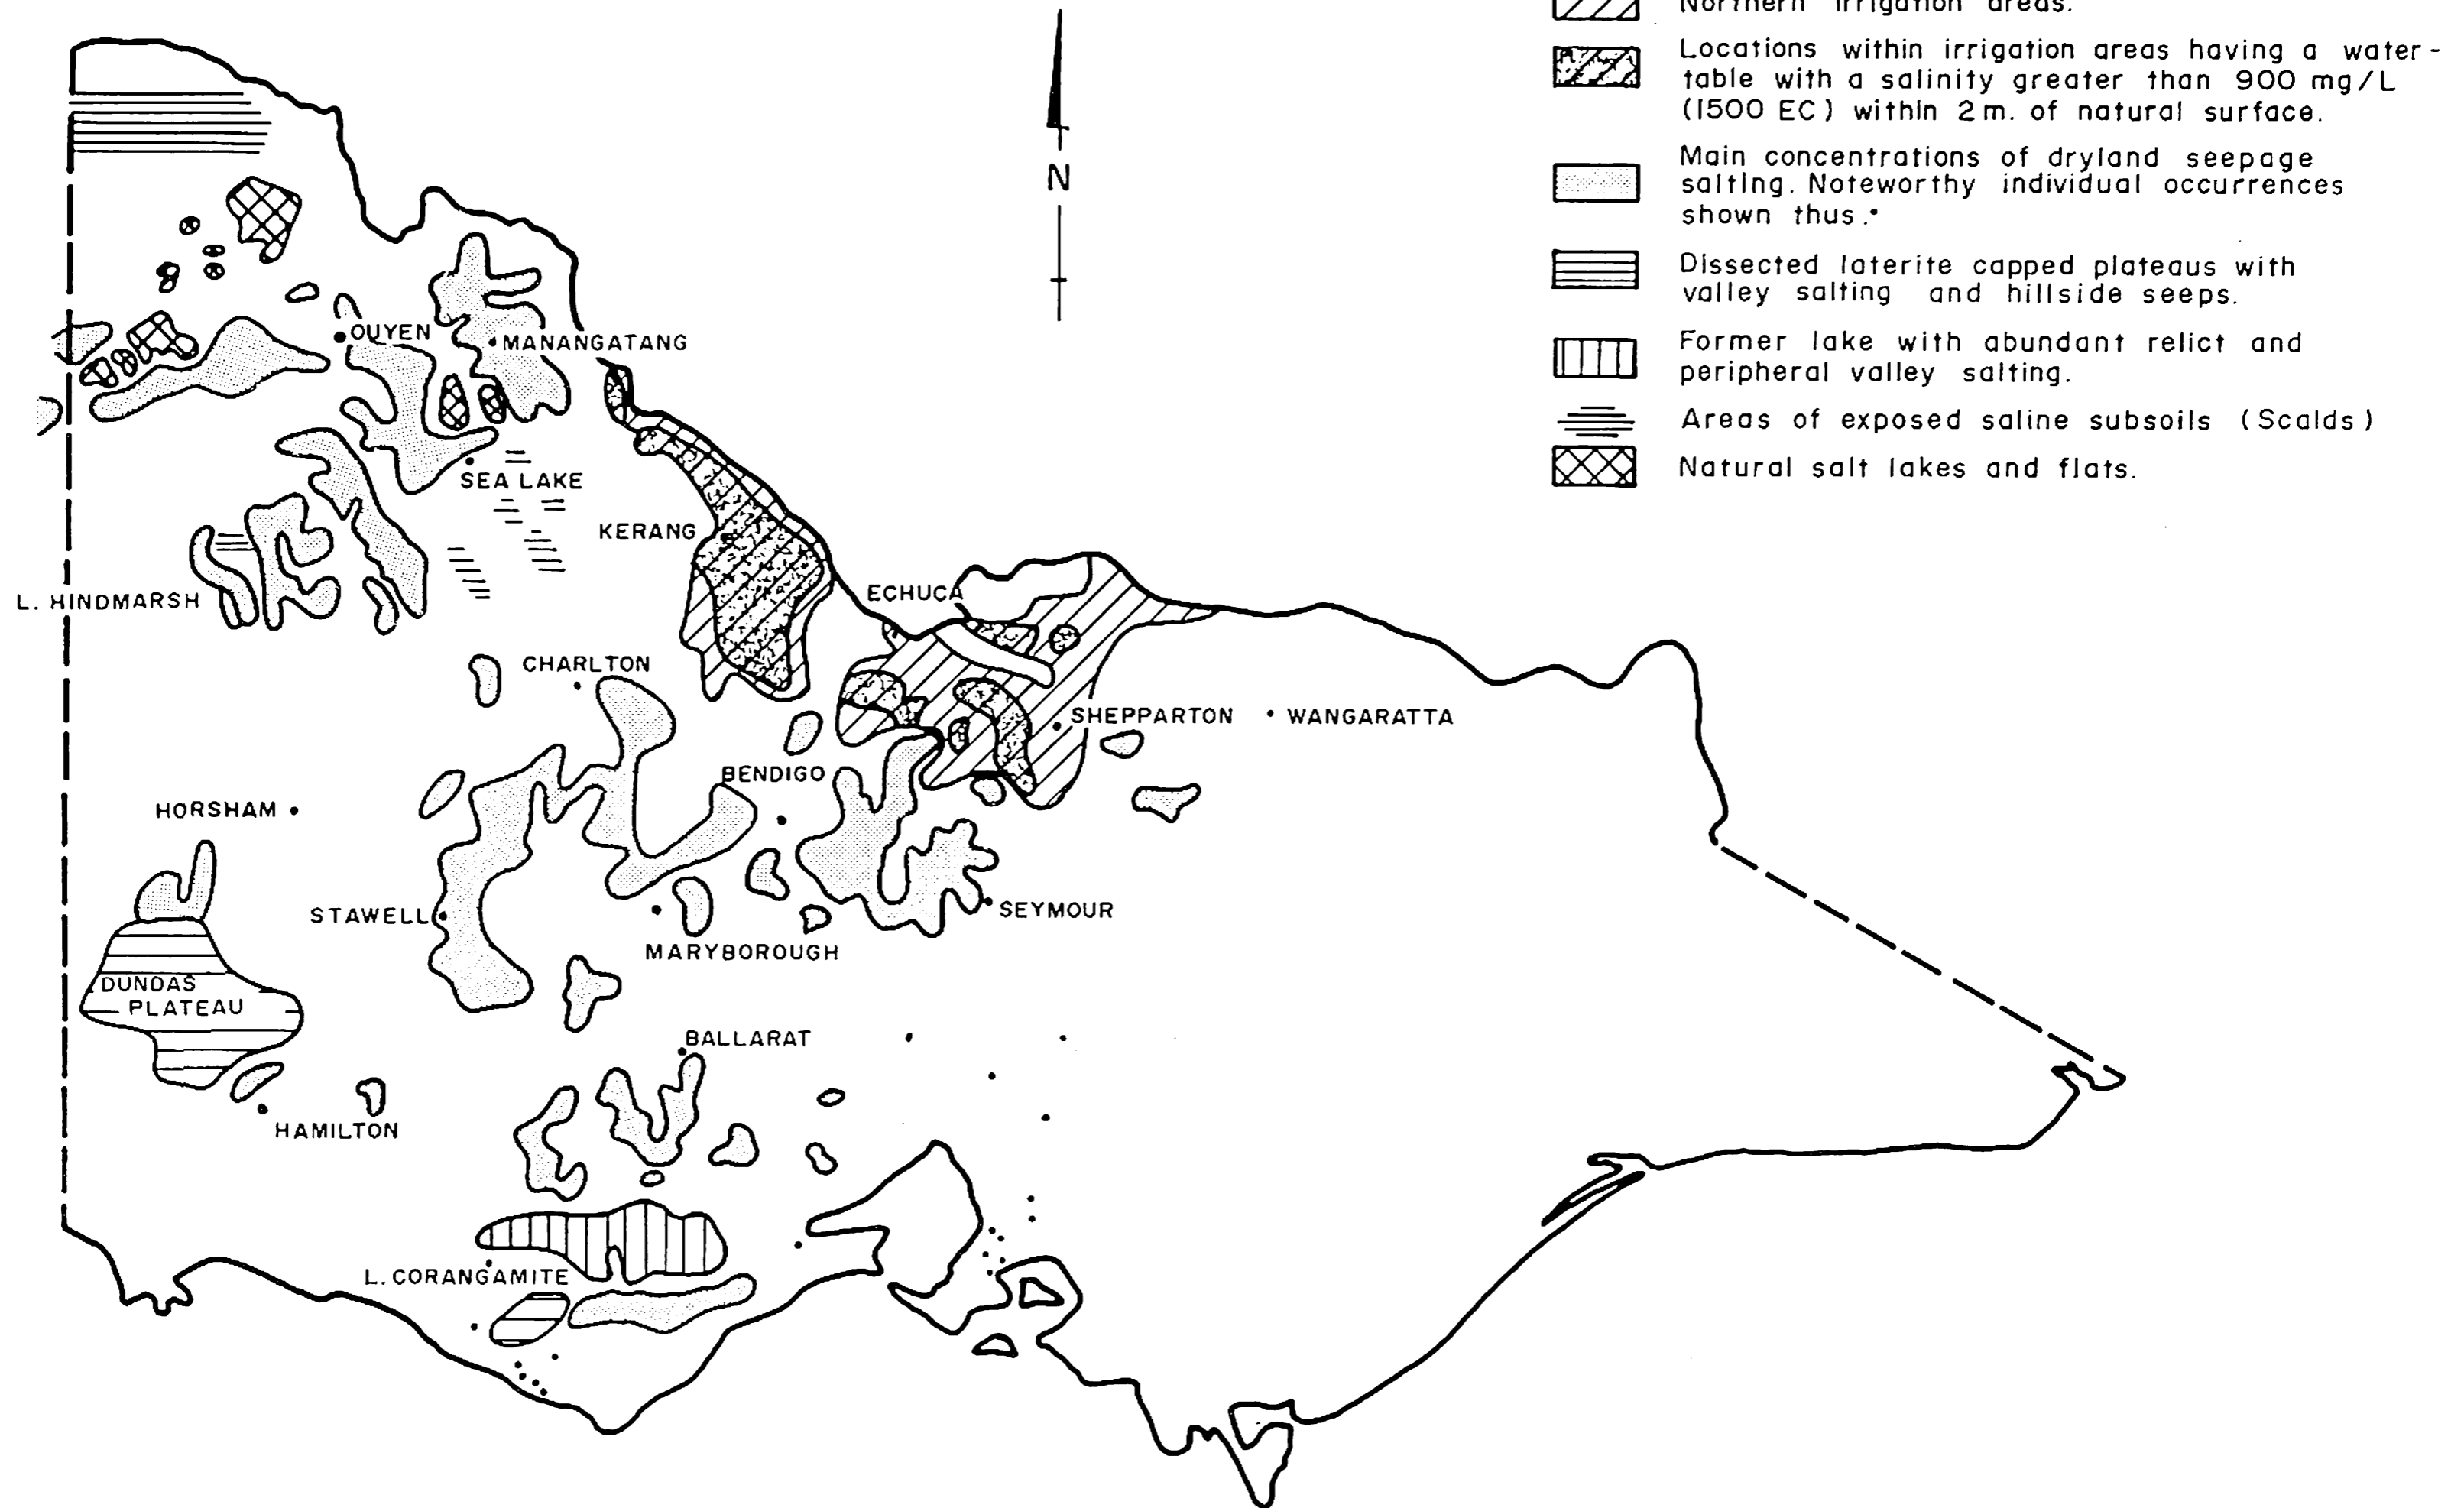 Northern irrigation areas.
Locations within irrigation areas having a water-
table with a salinity greater than 900 mg/L
(1500 EC) within 2m. of natural surface.
Main concentrations of dryland seepage
salting. Noteworthy individual occurrences
shown thus.•
Dissected laterite capped plateaus with
valley salting and hillside seeps.
Former lake with abundant relict and
peripheral valley salting.
Areas of exposed saline subsoils (Scalds)
Natural salt lakes and flats.
N
OUYEN
MANANGATANG
SEA LAKE
KERANG
L. HINDMARSH
ECHUCA
CHARLTON
SHEPPARTON
WANGARATTA
BENDIGO
HORSHAM
STAWELL
SEYMOUR
MARYBOROUGH
DUNDAS
PLATEAU
BALLARAT
HAMILTON
L. CORANGAMITE